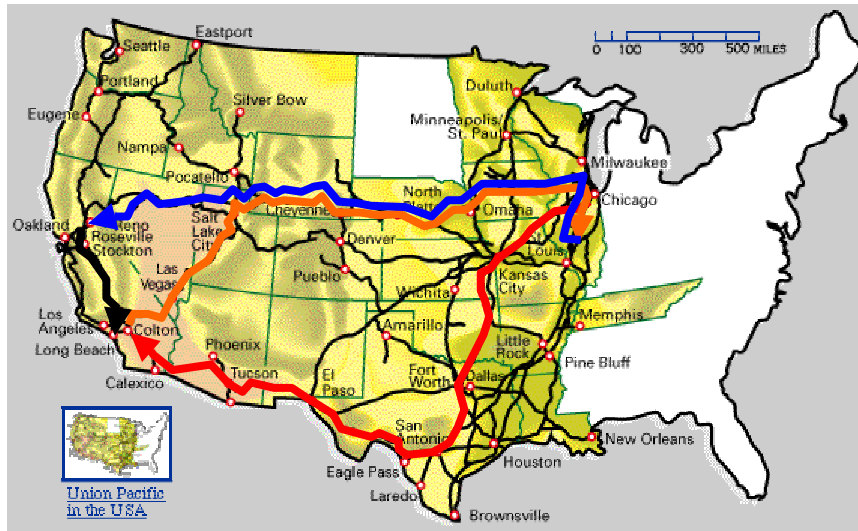 Eastport
Seattle
0 100 300 500 MILES
Portland
Duluth
Silver Bow
Eugene
Minneapolis/
St. Paul
Nampa
Milwaukee
Pocatello
North
Chicago
Omaha
Cheyenne
Salt
Lake
City
Oakland
Roseville
Stockton
Denver
Louis
Las
Vegas
Pueblo
Kansas
City
Wichita
Los
Angeles
Colton
Memphis
Amarillo
Little
Rock
Long Beach
Phoenix
Pine Bluff
Tucson
El
Paso
Fort
Worth
Dallas
Calexico
San
New Orleans
Houston
Eagle Pass
Laredo
Brownsville
Union Pacific
in the USA